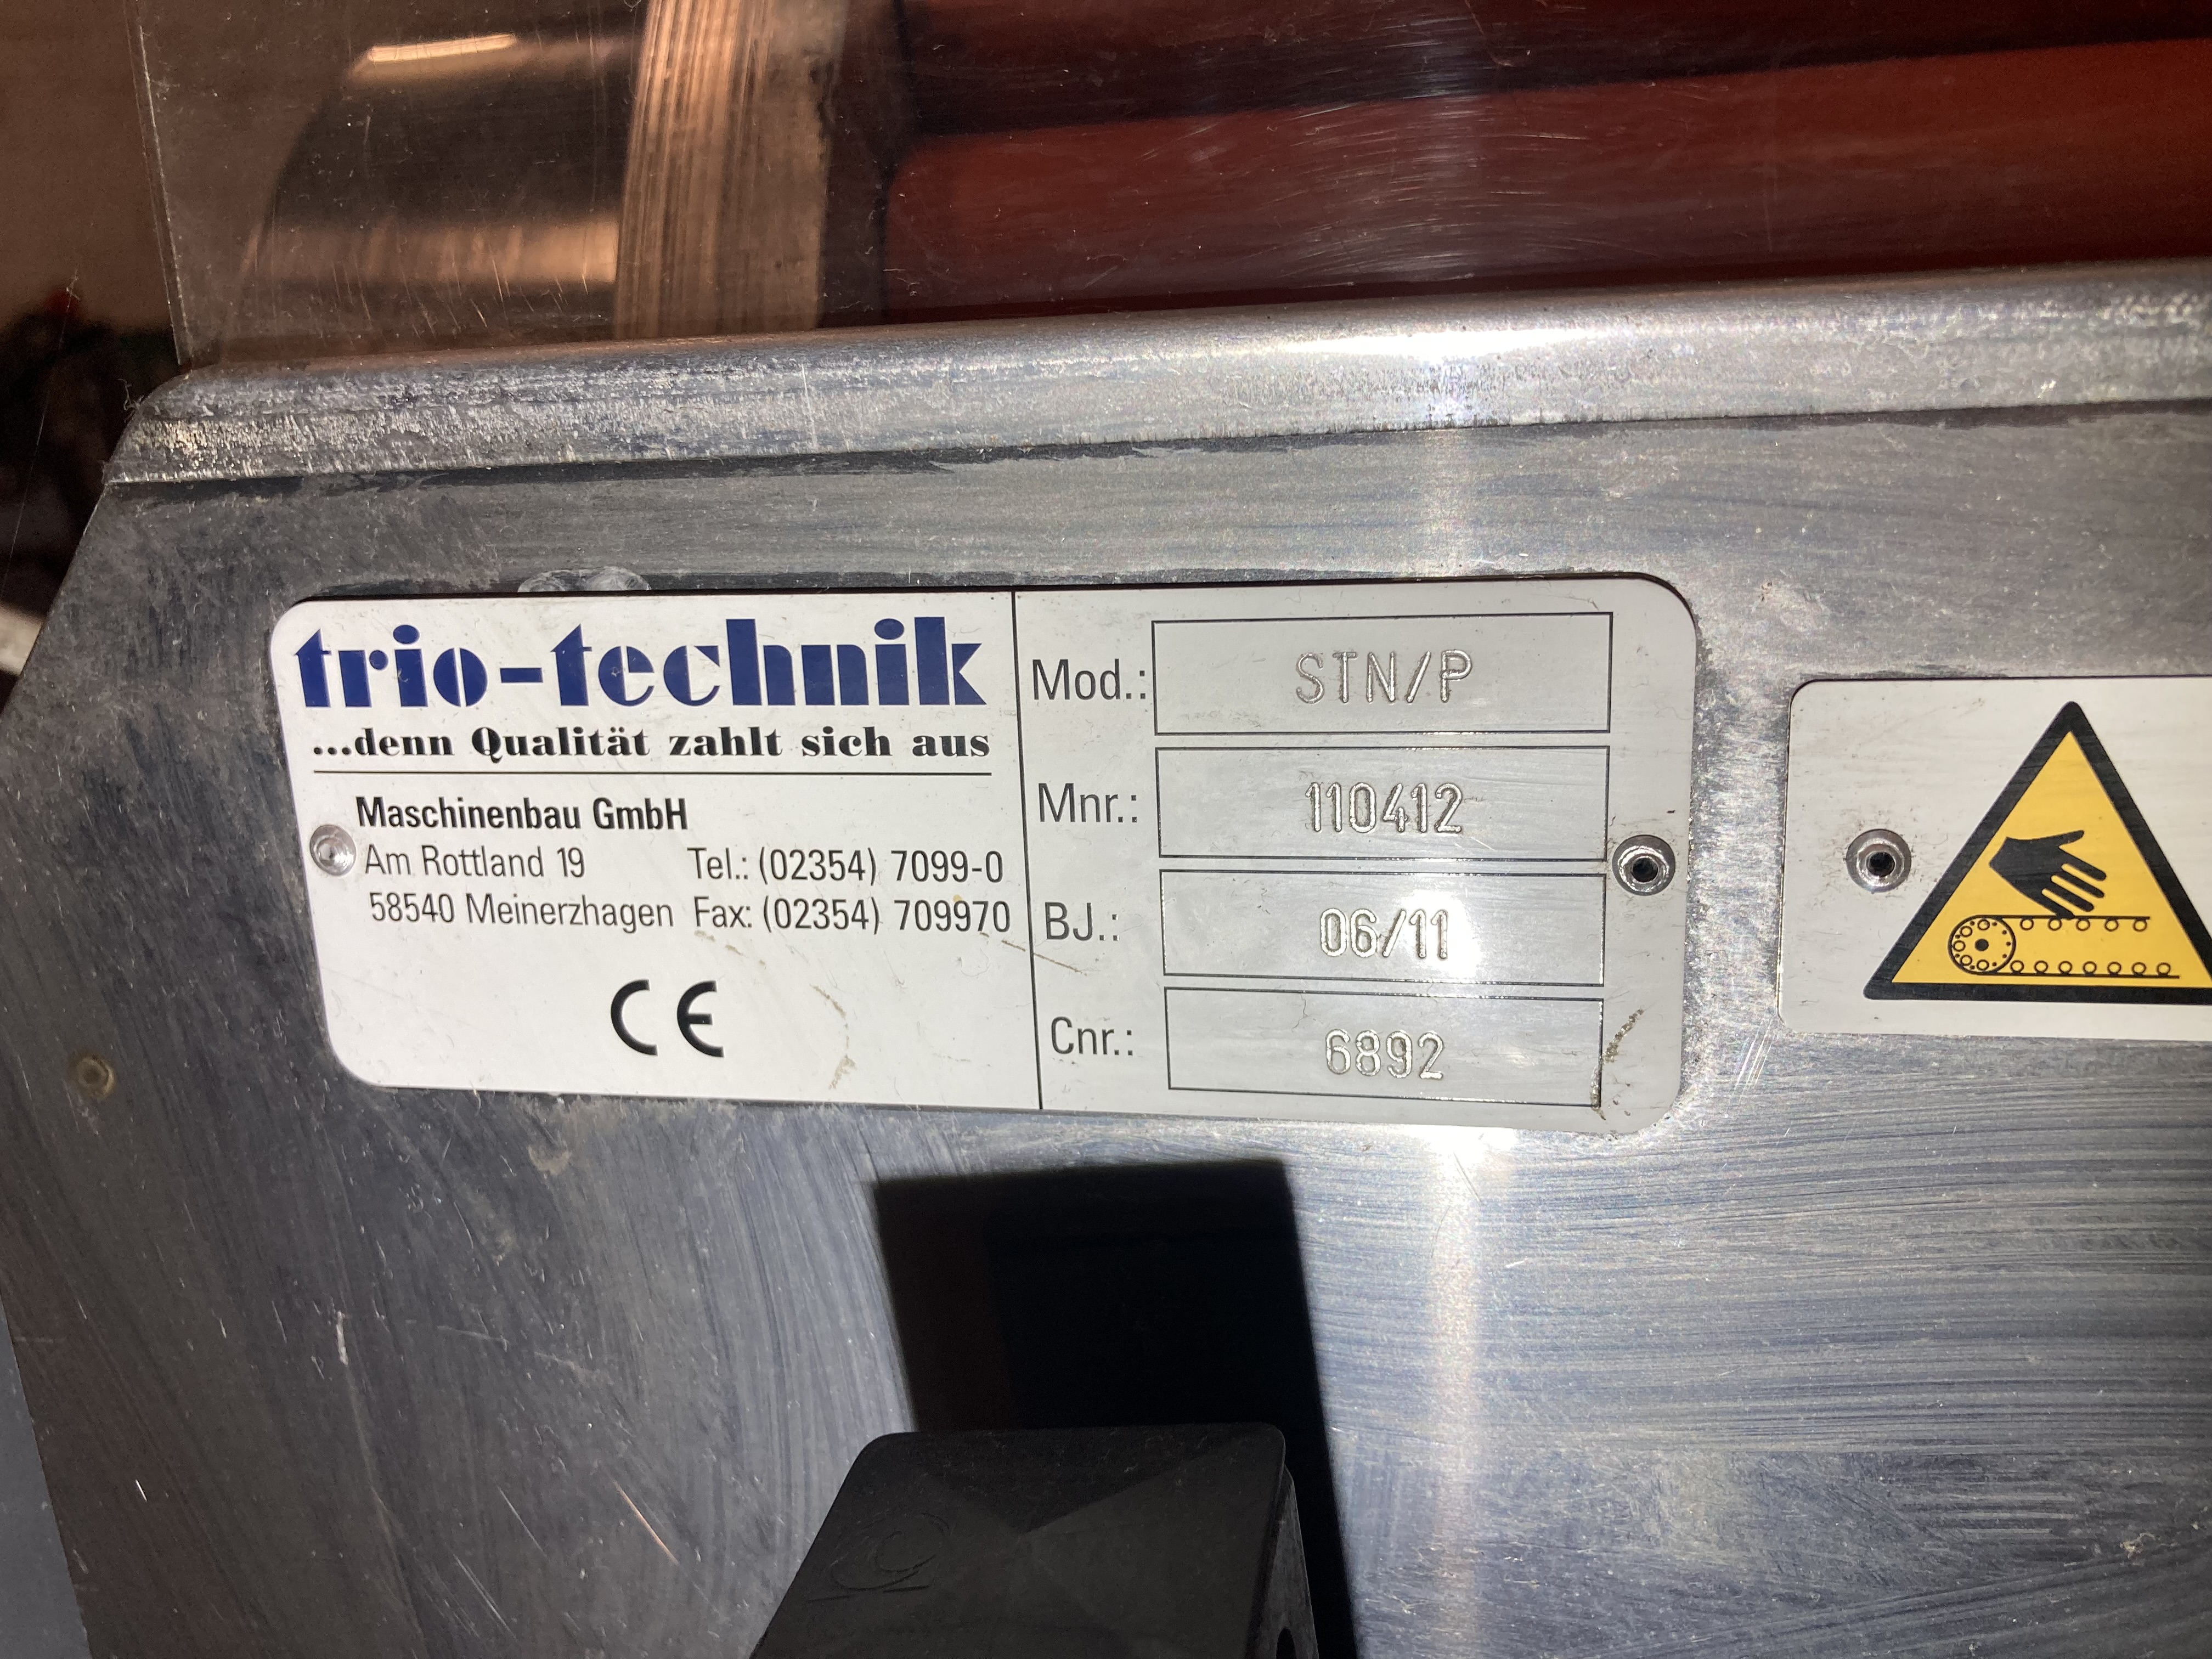 trio-technik
...denn Qualität zahlt sich aus
Maschinenbau GmbH
Am Rottland 19 Tel.: (02354) 7099-0
58540 Meinerzhagen Fax: (02354) 709970
CE
Mod.: STN/P
Mnr.: 110412
BJ.: 06/11
Cnr.: 6892